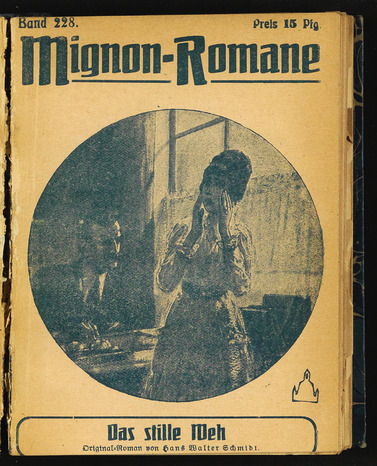 Band 228.
Preis 15 Pfg.
Mignon-Romane
Das stille Weh
Original-Roman von Hans Walter Schmidt.